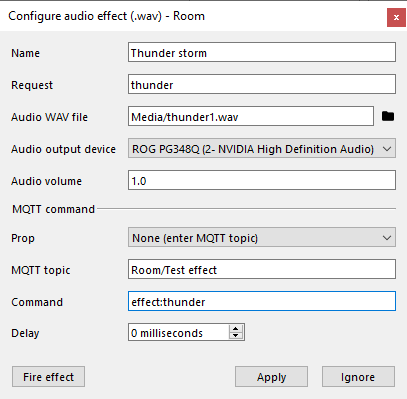 Configure audio effect (.wav) - Room x
Name Thunder storm
Request thunder
Audio WAV file Media/thunder1.wav
Audio output device ROG PG348Q (2- NVIDIA High Definition Audio)
Audio volume 1.0
MQTT command
Prop None (enter MQTT topic)
MQTT topic Room/Test effect
Command effect:thunder
Delay 0 milliseconds
Fire effect Apply Ignore